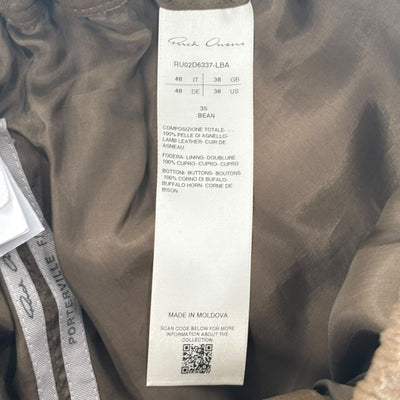 Rick Owens
RU02D6337-LBA
48 IT 38 GB
48 DE 38 US
35
BEAN
COMPOSIZIONE TOTALE- . .
100% PELLE DI AGNELLO-
LAMB LEATHER- CUIR DE
AGNEAU
FODERA- LINING- DOUBLURE
100% CUPRO- CUPRO- CUPRO
BOTTONI- BUTTONS- BOUTONS
100% CORNO DI BUFALO-
BUFFALO HORN- CORNE DE
BISON
MADE IN MOLDOVA
SCAN CODE BELOW FOR MORE
INFORMATION ABOUT THE
COLLECTION.
PORTERVILLE